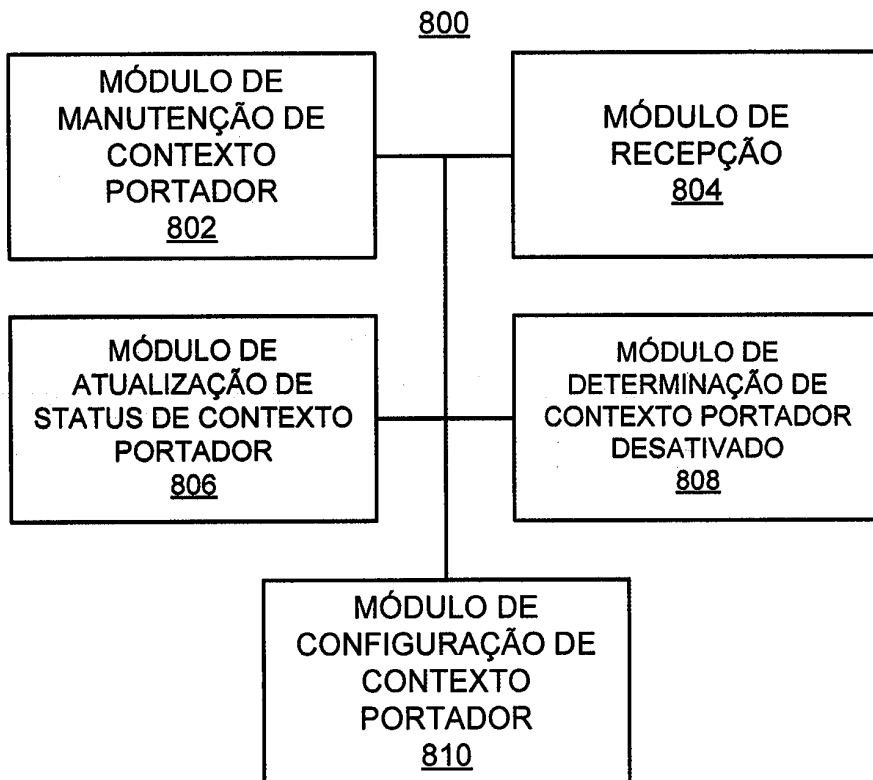 800
MÓDULO DE
MANUTENÇÃO DE
CONTEXTO
PORTADOR
802
MÓDULO DE
RECEPÇÃO
804
MÓDULO DE
ATUALIZAÇÃO DE
STATUS DE CONTEXTO
PORTADOR
806
MÓDULO DE
DETERMINAÇÃO DE
CONTEXTO PORTADOR
DESATIVADO
808
MÓDULO DE
CONFIGURAÇÃO DE
CONTEXTO
PORTADOR
810